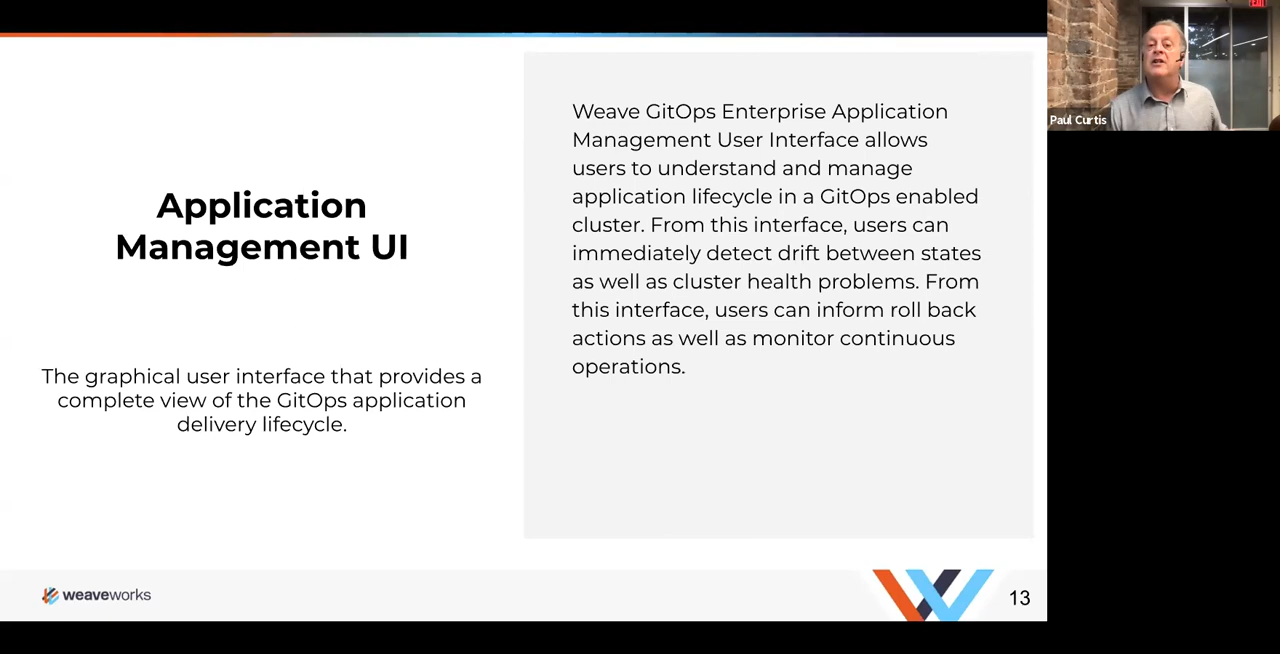 Application
Management UI
The graphical user interface that provides a
complete view of the GitOps application
delivery lifecycle.
Weave GitOps Enterprise Application
Management User Interface allows
users to understand and manage
application lifecycle in a GitOps enabled
cluster. From this interface, users can
immediately detect drift between states
as well as cluster health problems. From
this interface, users can inform roll back
actions as well as monitor continuous
operations.
weaveworks
13
Paul Curtis
EXIT